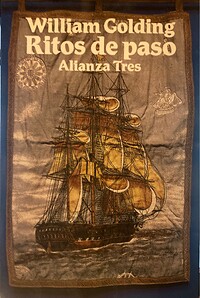 William Golding
Ritos de paso
Alianza Tres